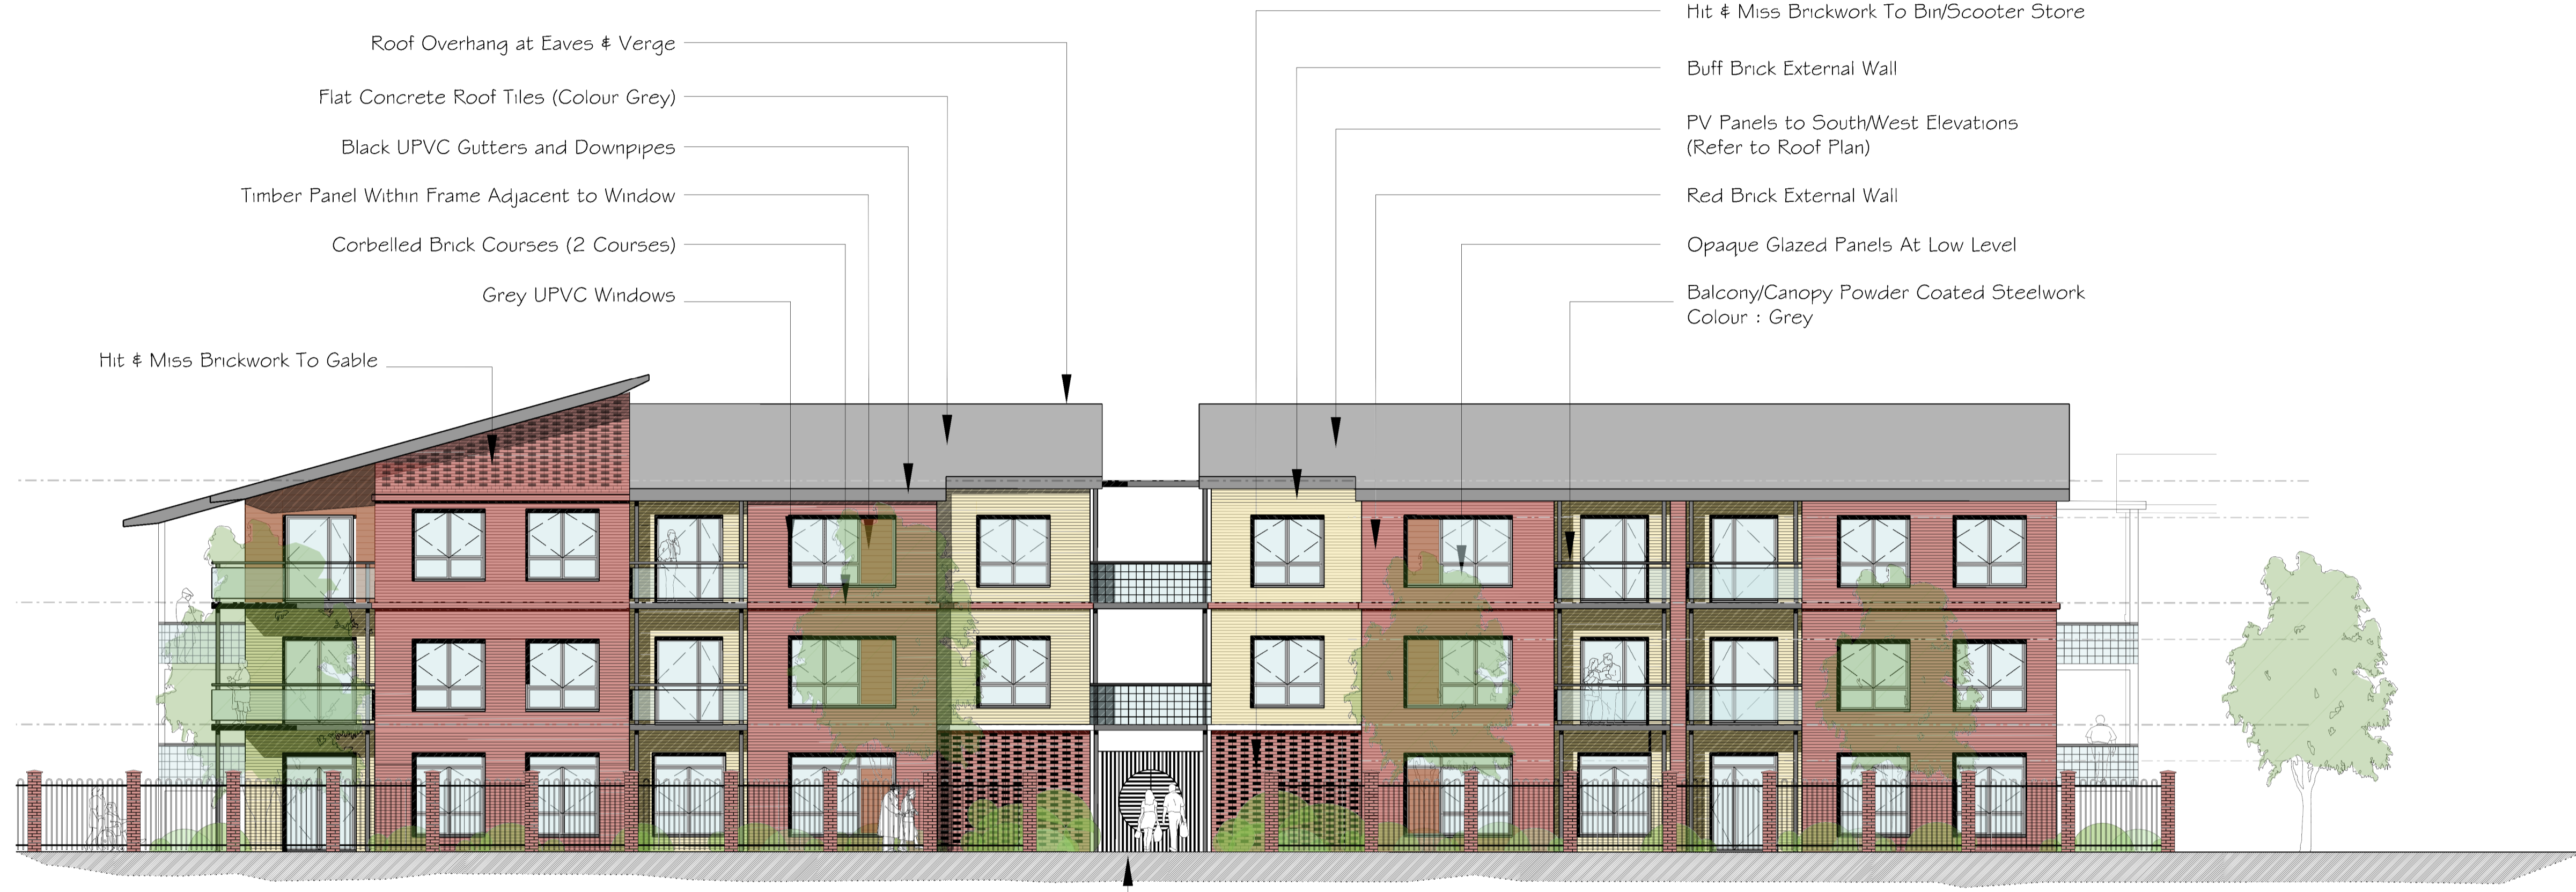 Roof Overhang at Eaves & Verge
Flat Concrete Roof Tiles (Colour Grey)
Black UPVC Gutters and Downpipes
Timber Panel Within Frame Adjacent to Window
Corbelled Brick Courses (2 Courses)
Grey UPVC Windows
Hit & Miss Brickwork To Gable
Hit & Miss Brickwork To Bin/Scooter Store
Buff Brick External Wall
PV Panels to South/West Elevations
(Refer to Roof Plan)
Red Brick External Wall
Opaque Glazed Panels At Low Level
Balcony/Canopy Powder Coated Steelwork
Colour : Grey